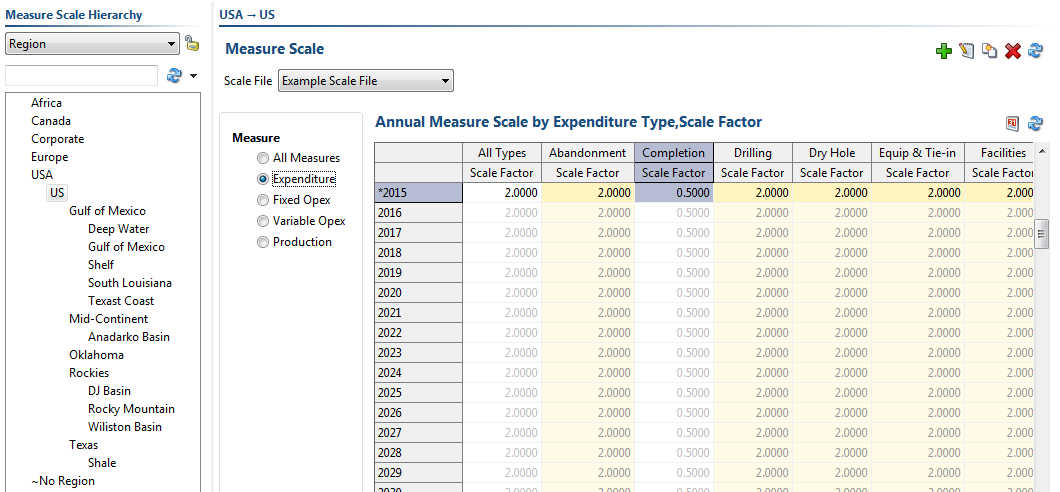 Measure Scale Hierarchy
Region
Africa
Canada
Corporate
Europe
USA
US
Gulf of Mexico
Deep Water
Gulf of Mexico
Shelf
South Louisiana
Texast Coast
Mid-Continent
Anadarko Basin
Oklahoma
Rockies
DJ Basin
Rocky Mountain
Wiliston Basin
Texas
Shale
~No Region
USA → US
Measure Scale
Scale File Example Scale File
Measure
All Measures
Expenditure
Fixed Opex
Variable Opex
Production
Annual Measure Scale by Expenditure Type,Scale Factor
All Types Abandonment Completion Drilling Dry Hole Equip & Tie-in Facilities
Scale Factor Scale Factor Scale Factor Scale Factor Scale Factor Scale Factor Scale Factor
*2015 2.0000 2.0000 0.5000 2.0000 2.0000 2.0000 2.000
2016 2.0000 2.0000 0.5000 2.0000 2.0000 2.0000 2.000
2017 2.0000 2.0000 0.5000 2.0000 2.0000 2.0000 2.000
2018 2.0000 2.0000 0.5000 2.0000 2.0000 2.0000 2.000
2019 2.0000 2.0000 0.5000 2.0000 2.0000 2.0000 2.000
2020 2.0000 2.0000 0.5000 2.0000 2.0000 2.0000 2.000
2021 2.0000 2.0000 0.5000 2.0000 2.0000 2.0000 2.000
2022 2.0000 2.0000 0.5000 2.0000 2.0000 2.0000 2.000
2023 2.0000 2.0000 0.5000 2.0000 2.0000 2.0000 2.000
2024 2.0000 2.0000 0.5000 2.0000 2.0000 2.0000 2.000
2025 2.0000 2.0000 0.5000 2.0000 2.0000 2.0000 2.000
2026 2.0000 2.0000 0.5000 2.0000 2.0000 2.0000 2.000
2027 2.0000 2.0000 0.5000 2.0000 2.0000 2.0000 2.000
2028 2.0000 2.0000 0.5000 2.0000 2.0000 2.0000 2.000
2029 2.0000 2.0000 0.5000 2.0000 2.0000 2.0000 2.000